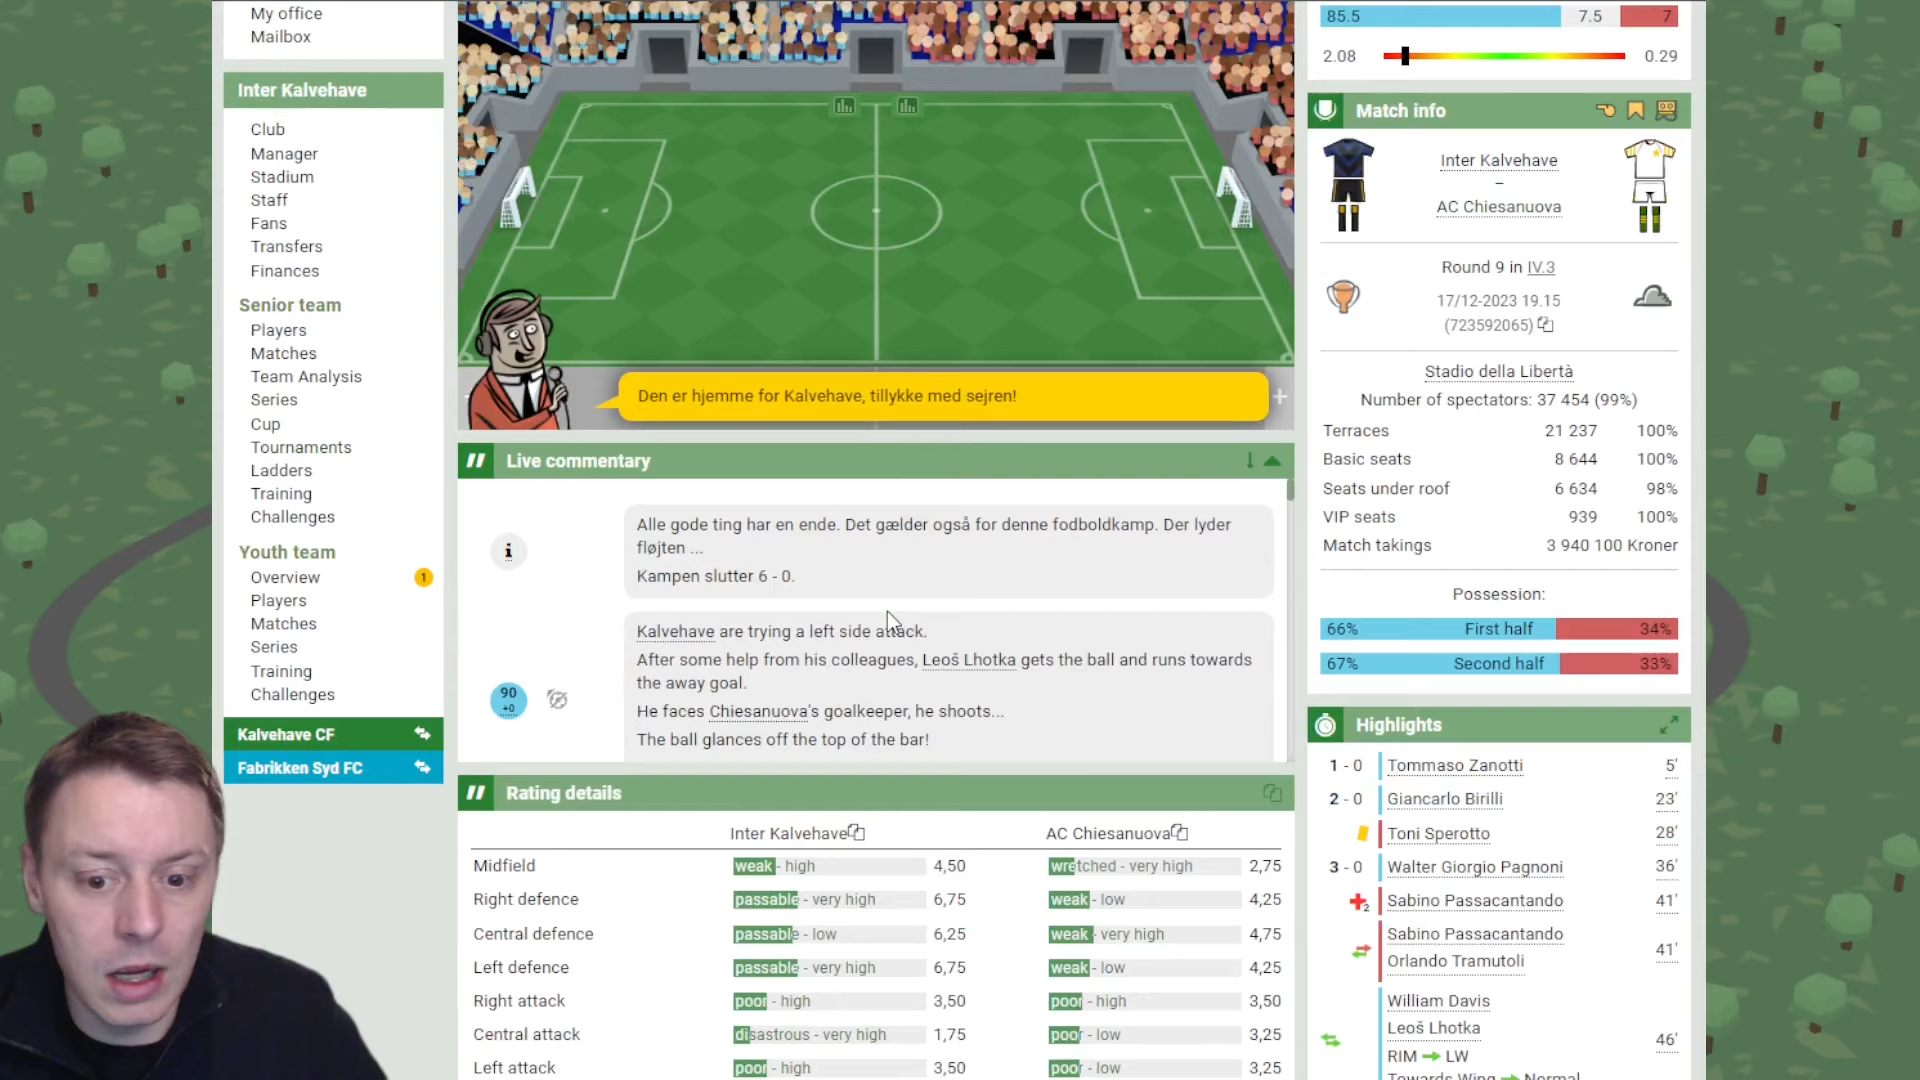 My office
Mailbox
Inter Kalvehave
Club
Manager
Stadium
Staff
Fans
Transfers
Finances
Senior team
Players
Matches
Team Analysis
Series
Cup
Tournaments
Ladders
Training
Challenges
Youth team
Overview 1
Players
Matches
Series
Training
Challenges
Kalvehave CF
Fabrikken Syd FC
Den er hjemme for Kalvehave, tillykke med sejren!
Live commentary
Alle gode ting har en ende. Det gælder også for denne fodboldkamp. Der lyder
fløjten ...
Kampen slutter 6 - 0.
Kalvehave are trying a left side attack.
After some help from his colleagues, Leoš Lhotka gets the ball and runs towards
the away goal.
90
+0
He faces Chiesanuova's goalkeeper, he shoots...
The ball glances off the top of the bar!
Rating details
Inter Kalvehave AC Chiesanuova
Midfield weak - high 4,50 wretched - very high 2,75
Right defence passable - very high 6,75 weak - low 4,25
Central defence passable - low 6,25 weak - very high 4,75
Left defence passable - very high 6,75 weak - low 4,25
Right attack poor - high 3,50 poor - high 3,50
Central attack disastrous - very high 1,75 poor - low 3,25
Left attack poor - high 3,50 poor - low 3,25
85.5 7.5 7
2.08 0.29
Match info
Inter Kalvehave
–
AC Chiesanuova
Round 9 in IV.3
17/12-2023 19.15
(723592065)
Stadio della Libertà
Number of spectators: 37 454 (99%)
Terraces 21 237 100%
Basic seats 8 644 100%
Seats under roof 6 634 98%
VIP seats 939 100%
Match takings 3 940 100 Kroner
Possession:
66% First half 34%
67% Second half 33%
Highlights
1 - 0 Tommaso Zanotti 5'
2 - 0 Giancarlo Birilli 23'
Toni Sperotto 28'
3 - 0 Walter Giorgio Pagnoni 36'
2 Sabino Passacantando 41'
Sabino Passacantando
Orlando Tramutoli 41'
William Davis
Leoš Lhotka
RIM LW 46'
Towards Wing Normal